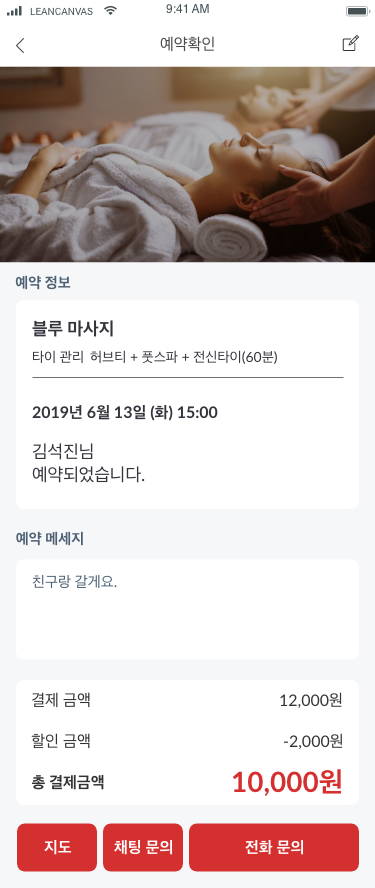 LEANCANVAS 9:41 AM
예약확인
예약 정보
블루 마사지
타이 관리 허브티 + 풋스파 + 전신타이(60분)
2019년 6월 13일 (화) 15:00
김석진님
예약되었습니다.
예약 메세지
친구랑 갈게요.
결제 금액 12,000원
할인 금액 -2,000원
총 결제금액 10,000원
지도 채팅 문의 전화 문의